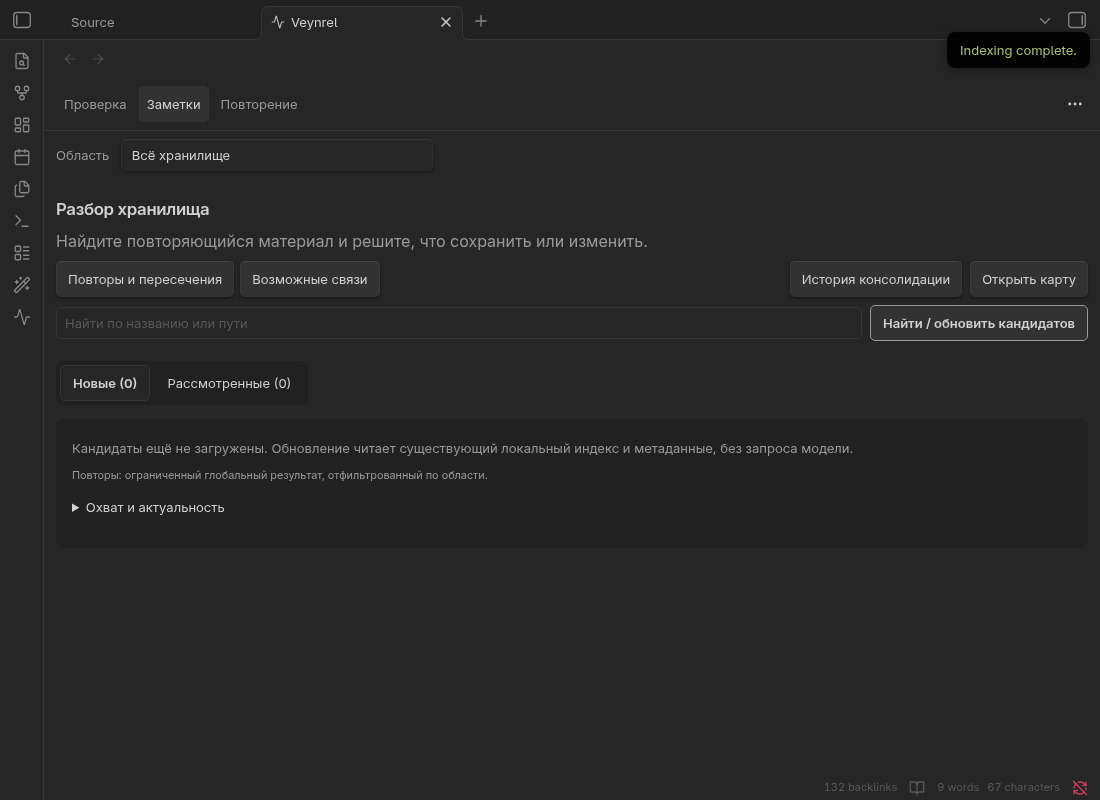 Source
Veynrel
Indexing complete.
Проверка
Заметки
Повторение
Область
Всё хранилище
Разбор хранилища
Найдите повторяющийся материал и решите, что сохранить или изменить.
Повторы и пересечения
Возможные связи
История консолидации
Открыть карту
Найти по названию или пути
Найти / обновить кандидатов
Новые (0)
Рассмотренные (0)
Кандидаты ещё не загружены. Обновление читает существующий локальный индекс и метаданные, без запроса модели.
Повторы: ограниченный глобальный результат, отфильтрованный по области.
Охват и актуальность
132 backlinks
9 words
67 characters